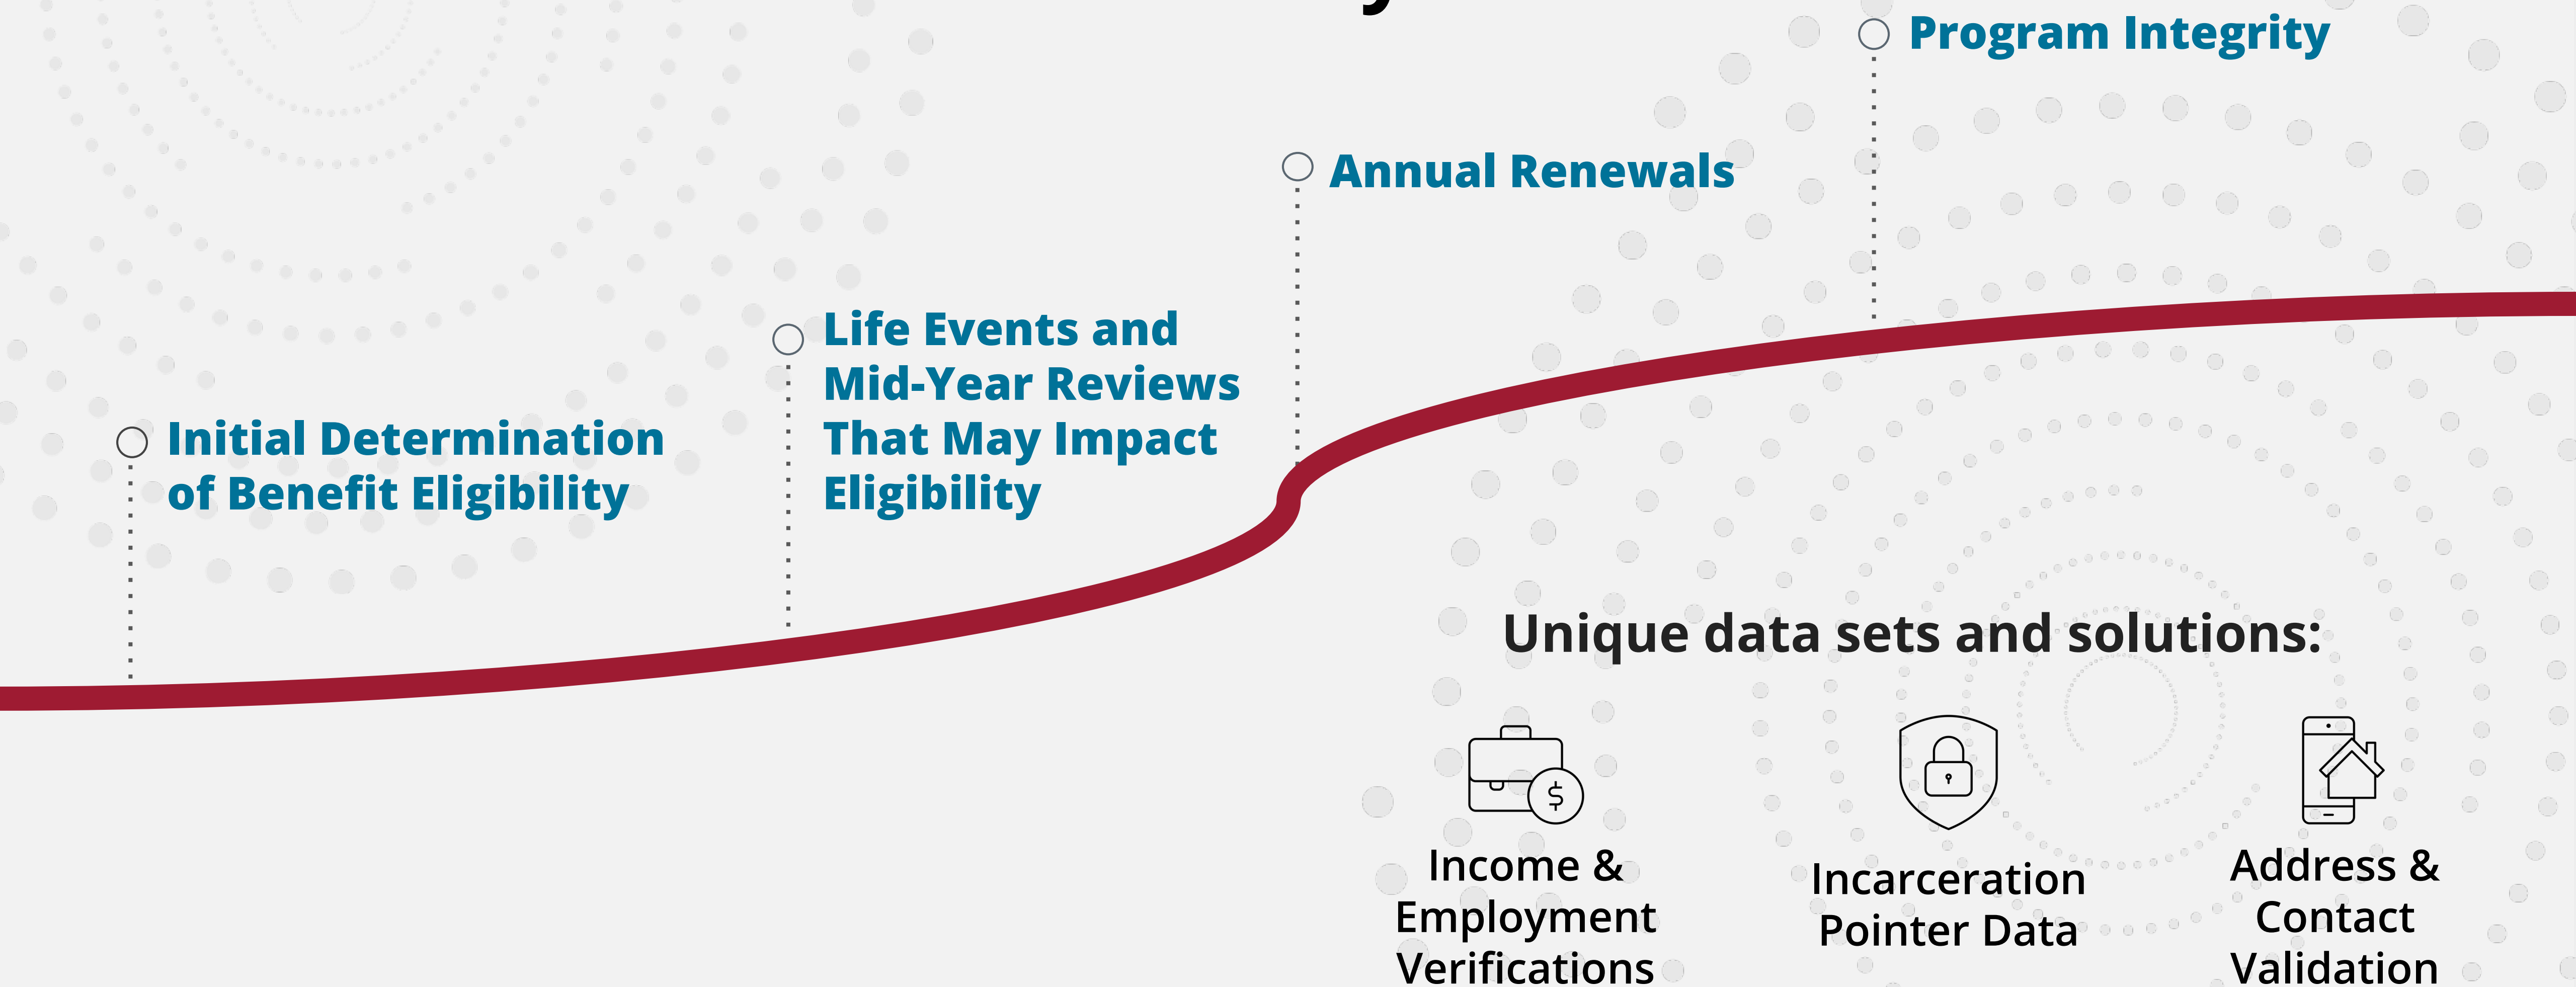 Program Integrity
Annual Renewals
Life Events and
Mid-Year Reviews
That May Impact
Eligibility
Initial Determination
of Benefit Eligibility
Unique data sets and solutions:
Income &
Employment
Verifications
Incarceration
Pointer Data
Address &
Contact
Validation